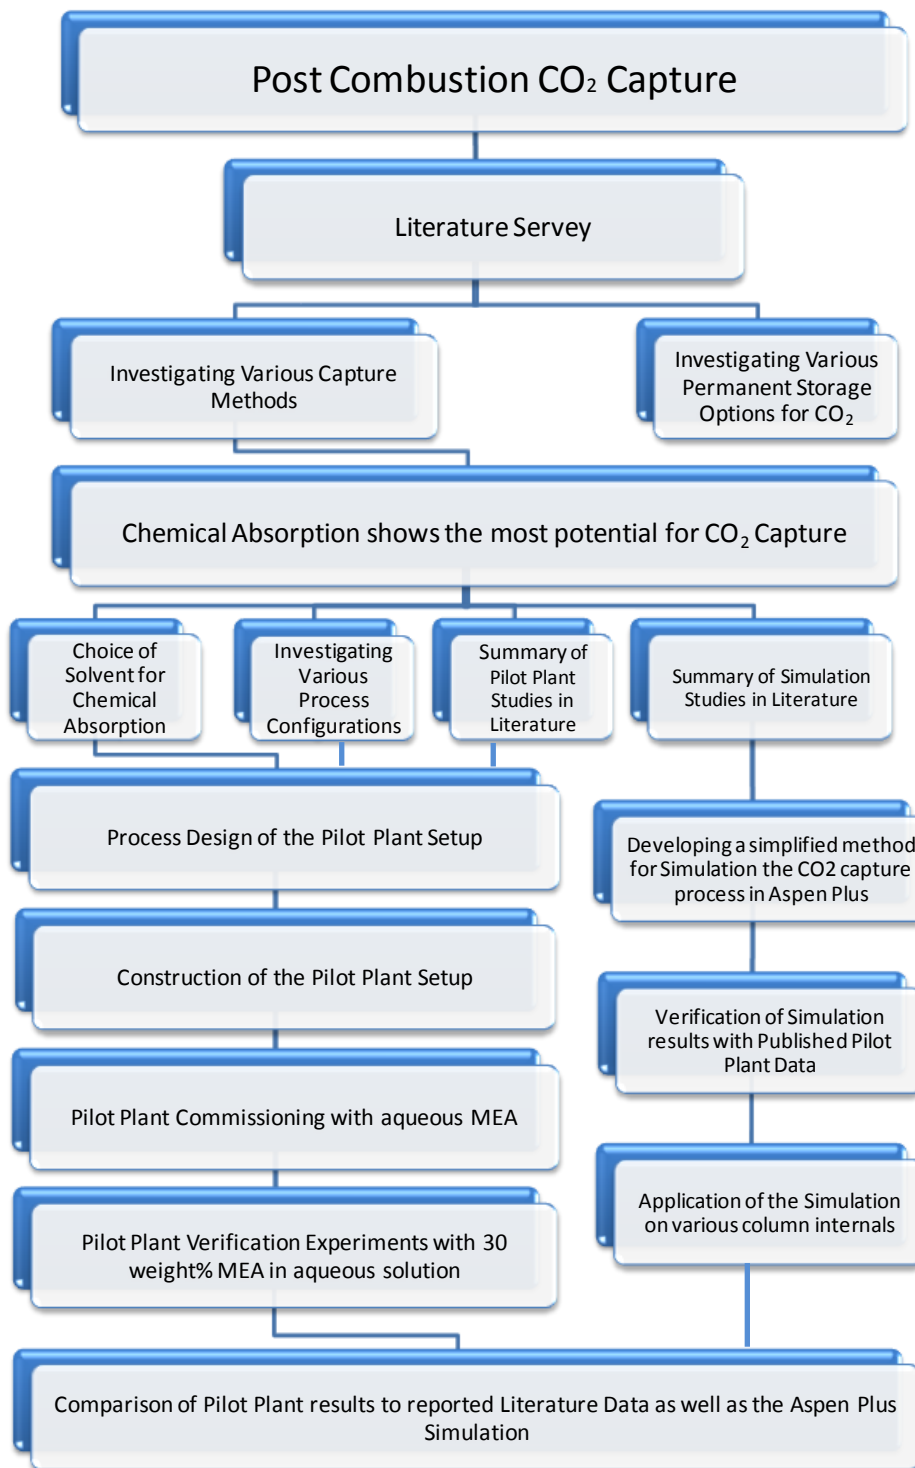 Post Combustion CO₂ Capture
Literature Servey
Investigating Various Capture
Methods
Investigating Various
Permanent Storage
Options for CO₂
Chemical Absorption shows the most potential for CO₂ Capture
Choice of
Solvent for
Chemical
Absorption
Investigating
Various
Process
Configurations
Summary of
Pilot Plant
Studies in
Literature
Summary of Simulation
Studies in Literature
Process Design of the Pilot Plant Setup
Developing a simplified method
for Simulation the CO2 capture
process in Aspen Plus
Construction of the Pilot Plant Setup
Verification of Simulation
results with Published Pilot
Plant Data
Pilot Plant Commissioning with aqueous MEA
Application of the Simulation
on various column internals
Pilot Plant Verification Experiments with 30
weight% MEA in aqueous solution
Comparison of Pilot Plant results to reported Literature Data as well as the Aspen Plus
Simulation